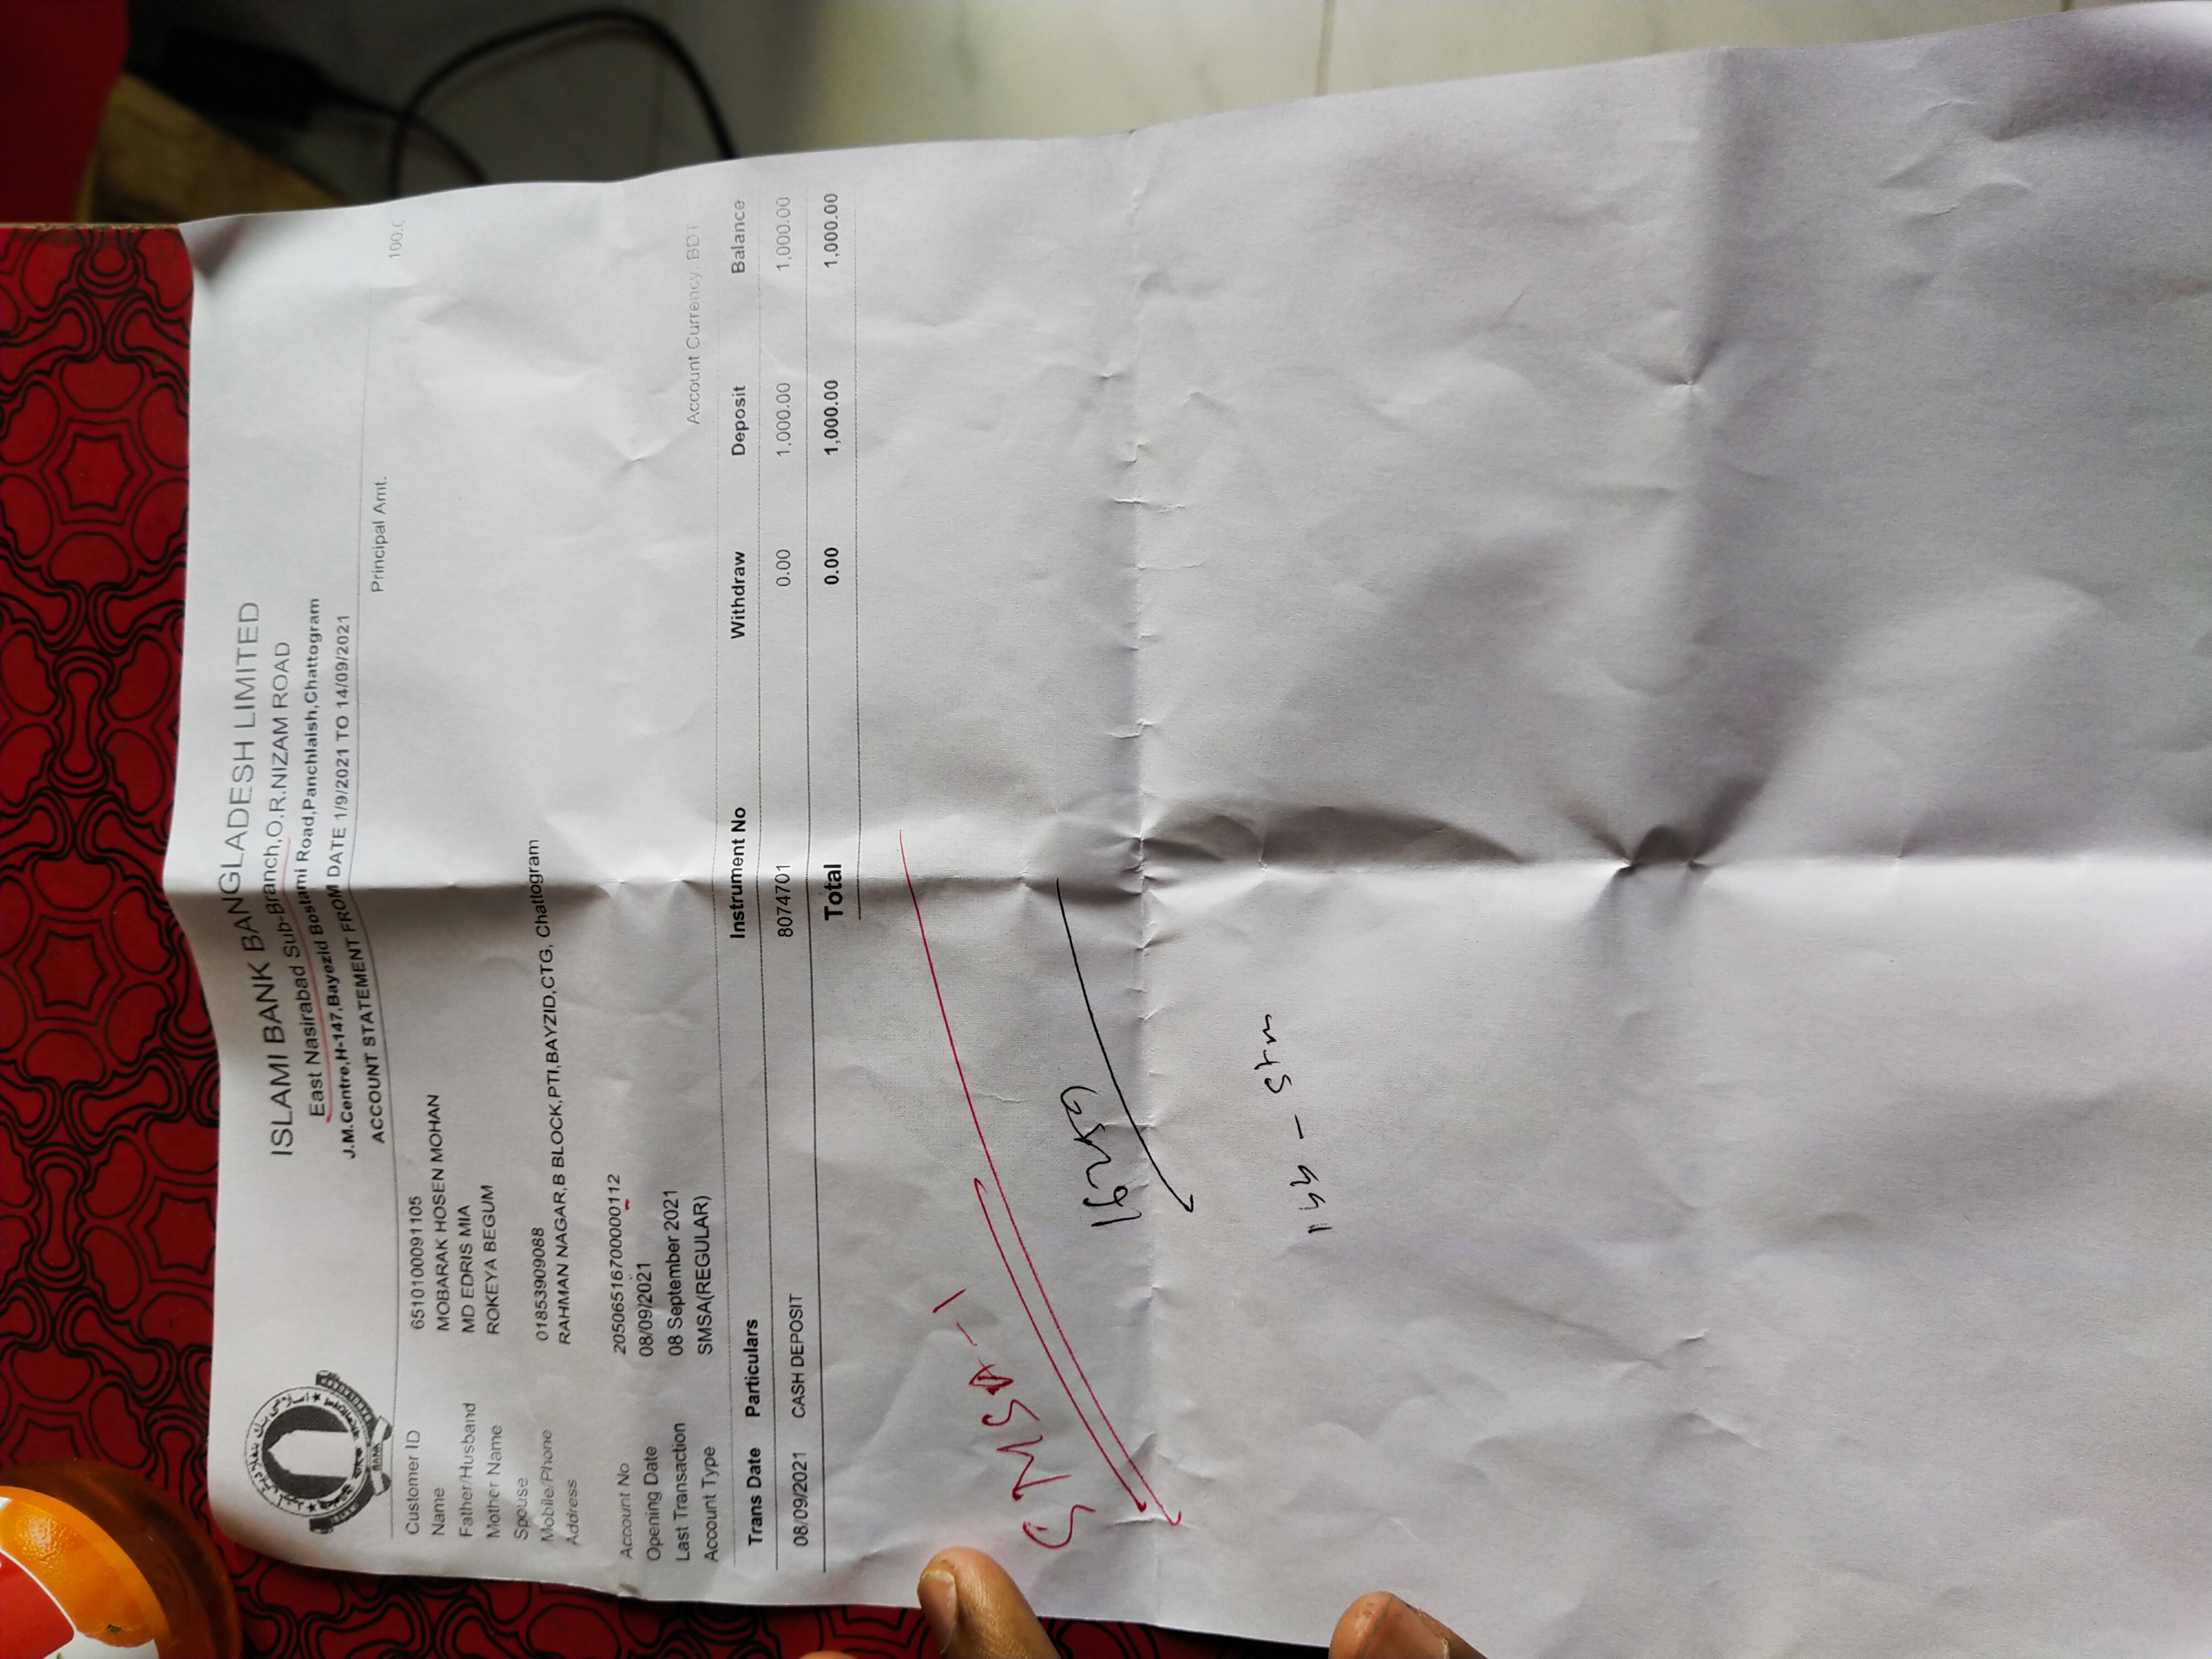 ISLAMI BANK BANGLADESH LIMITED
East Nasirabad Sub-Branch,O.R.NIZAM ROAD
J.M.Centre,H-147,Bayezid Bostami Road,Panchlaish,Chattogram
ACCOUNT STATEMENT FROM DATE 1/9/2021 TO 14/09/2021
BANK
Principal Amt. 100.
Customer ID 6510100091105
Name MOBARAK HOSEN MOHAN
Father/Husband MD EDRIS MIA
Mother Name ROKEYA BEGUM
Spouse
Mobile/Phone 01853909088
Address RAHMAN NAGAR,B BLOCK,PTI,BAYZID,CTG, Chattogram
Account No 20506516700000112
Opening Date 08/09/2021
Last Transaction 08 September 2021
Account Type SMSA(REGULAR)
Account Currency. BDT
Trans Date Particulars Instrument No Withdraw Deposit Balance
08/09/2021 CASH DEPOSIT 8074701 0.00 1,000.00 1,000.00
Total 0.00 1,000.00 1,000.00
SMSA-1
16259
ibb - stm